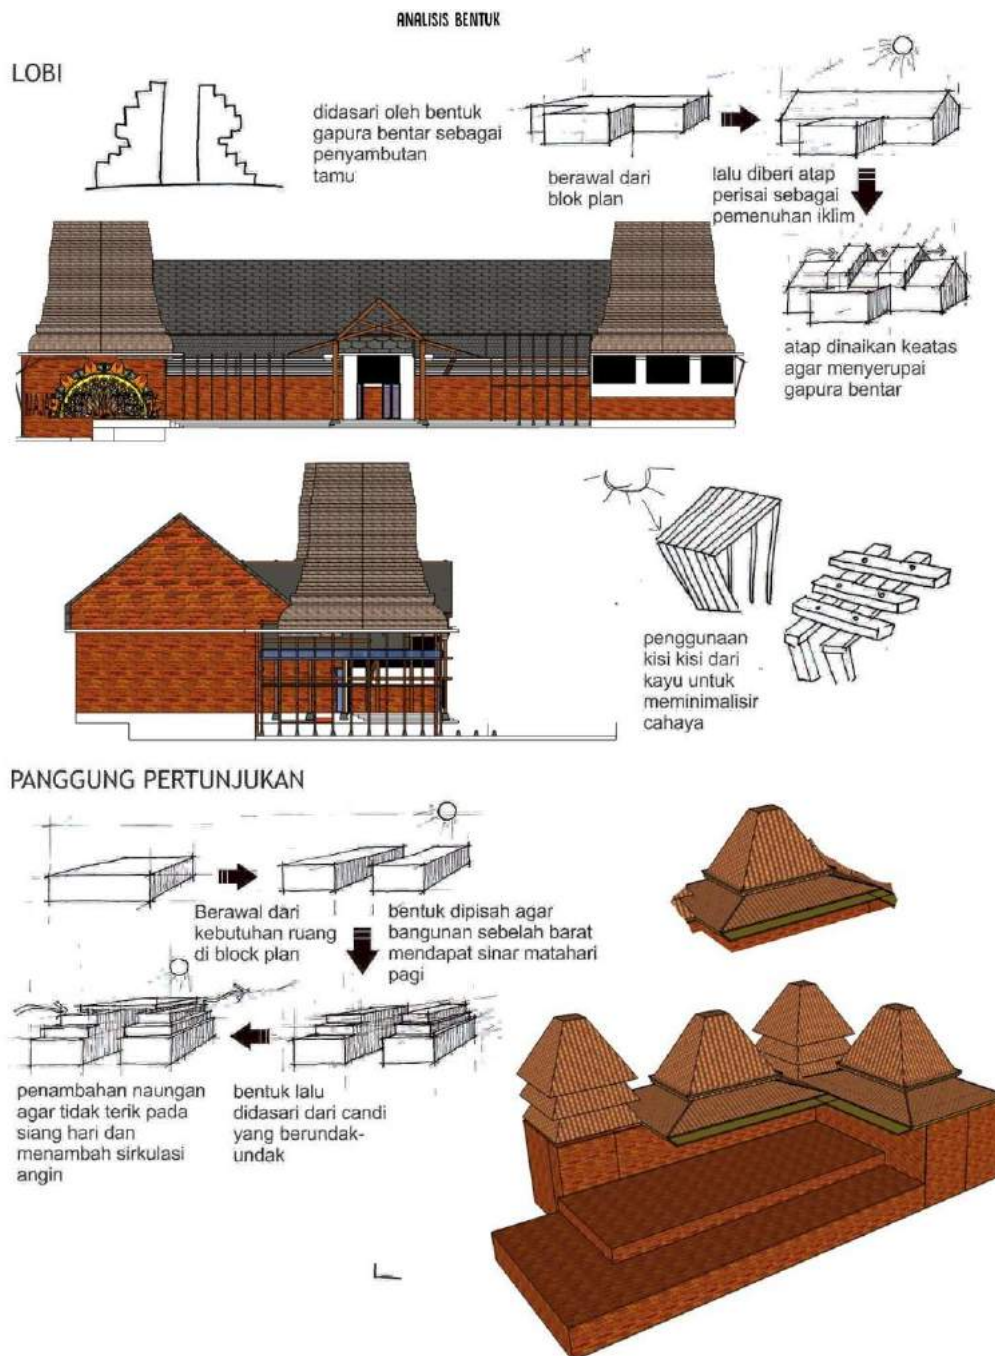 ANALISIS BENTUK
LOBI
didasari oleh bentuk
gapura bentar sebagai
penyambutan
tamu
berawal dari
blok plan
lalu diberi atap
perisai sebagai
pemenuhan iklim
atap dinaikan keatas
agar menyerupai
gapura bentar
penggunaan
kisi kisi dari
kayu untuk
meminimalisir
cahaya
PANGGUNG PERTUNJUKAN
Berawal dari
kebutuhan ruang
di block plan
bentuk dipisah agar
bangunan sebelah barat
mendapat sinar matahari
pagi
penambahan naungan
agar tidak terik pada
siang hari dan
menambah sirkulasi
angin
bentuk lalu
didasari dari candi
yang berundak-
undak